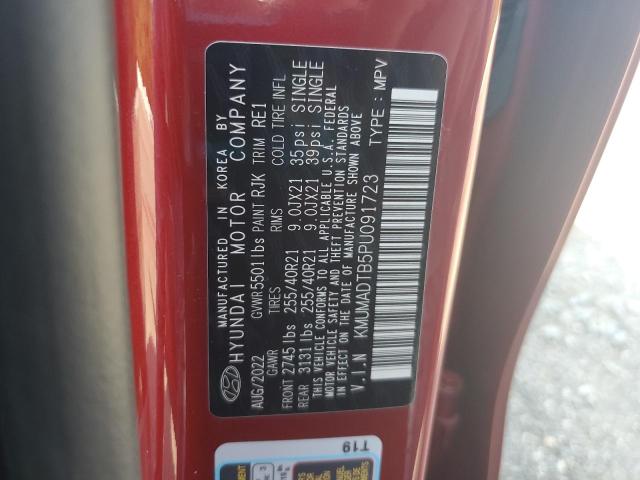 MANUFACTURED IN KOREA BY
HYUNDAI MOTOR COMPANY
AUG/2022 GVWR 5501lbs PAINT RJK TRIM RE1
GAWR TIRES RIMS COLD TIRE INFL
FRONT 2745lbs 255/40R21 9.0JX21 35psi SINGLE
REAR 3131lbs 255/40R21 9.0JX21 39psi SINGLE
THIS VEHICLE CONFORMS TO ALL APPLICABLE U.S.A. FEDERAL
MOTOR VEHICLE SAFETY AND THEFT PREVENTION STANDARDS
IN EFFECT ON THE DATE OF MANUFACTURE SHOWN ABOVE
V.I.N KMUMADTB5PU091723 TYPE : MPV
T19